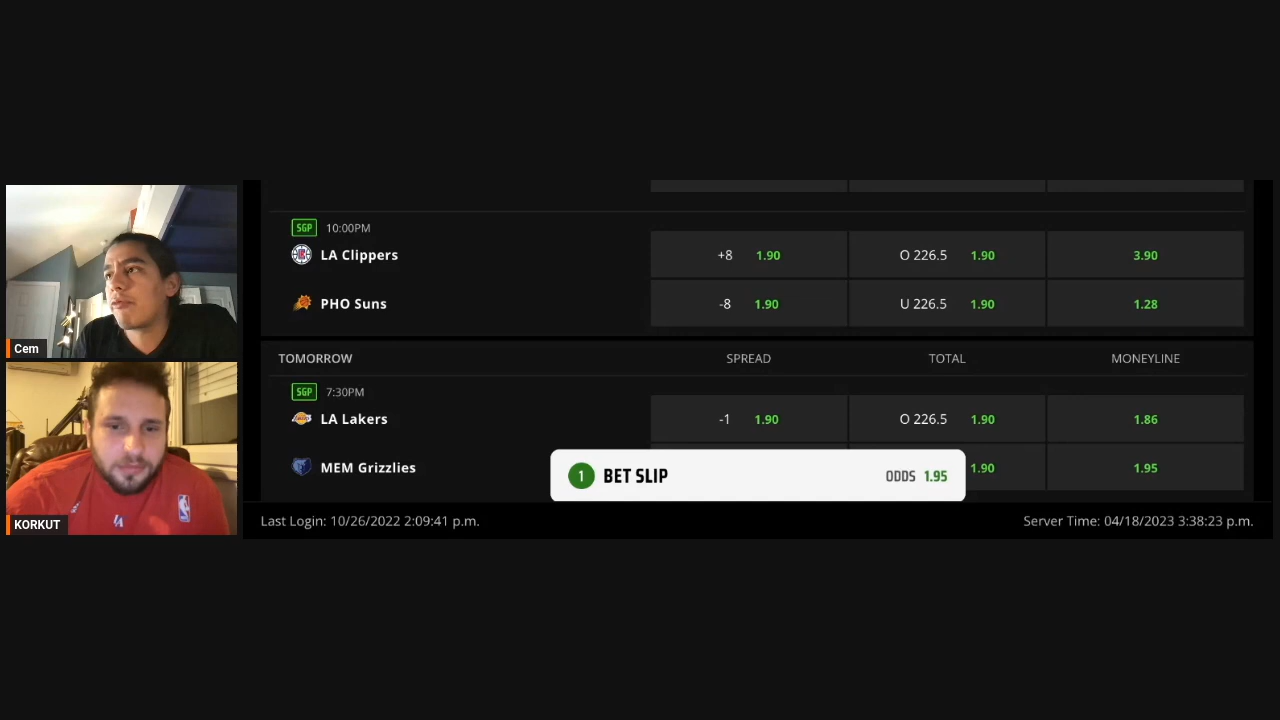 Cem
KORKUT
SGP 10:00PM
LA Clippers +8 1.90 O 226.5 1.90 3.90
PHO Suns -8 1.90 U 226.5 1.90 1.28
TOMORROW SPREAD TOTAL MONEYLINE
SGP 7:30PM
LA Lakers -1 1.90 O 226.5 1.90 1.86
MEM Grizzlies 1.90 1.95
1 BET SLIP ODDS 1.95
Last Login: 10/26/2022 2:09:41 p.m. Server Time: 04/18/2023 3:38:23 p.m.